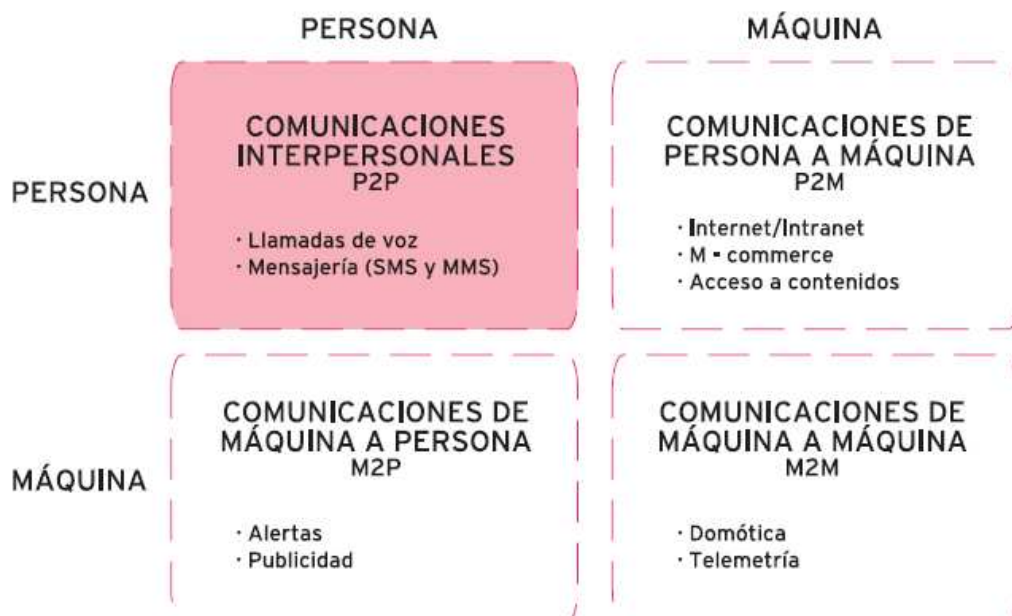 PERSONA
MÁQUINA
PERSONA
COMUNICACIONES
INTERPERSONALES
P2P
· Llamadas de voz
· Mensajería (SMS y MMS)
COMUNICACIONES DE
PERSONA A MÁQUINA
P2M
· Internet/Intranet
· M - commerce
· Acceso a contenidos
MÁQUINA
COMUNICACIONES DE
MÁQUINA A PERSONA
M2P
· Alertas
· Publicidad
COMUNICACIONES DE
MÁQUINA A MÁQUINA
M2M
· Domótica
· Telemetría